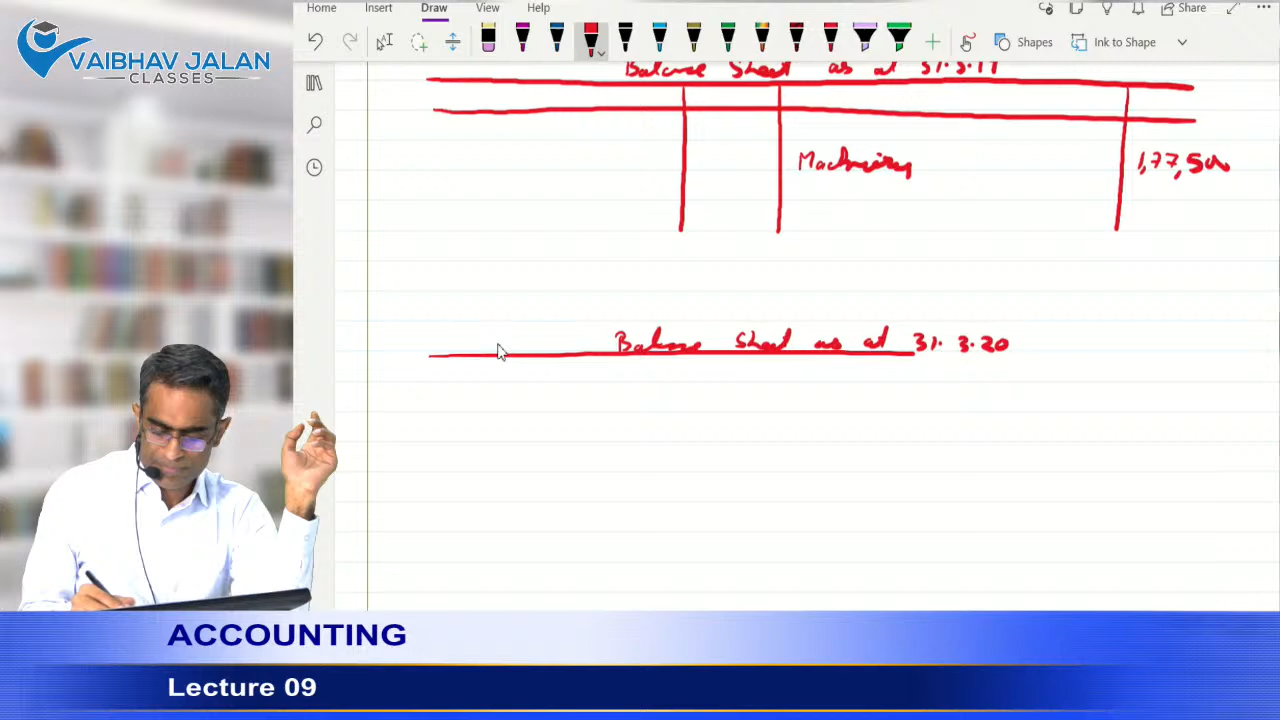 VAIBHAV JALAN
CLASSES
Home Insert Draw View Help
Share
Shapes Ink to Shape
Balance Sheet as at 31.3.19
Machinery 1,77,500
Balance Sheet as at 31.3.20
ACCOUNTING
Lecture 09